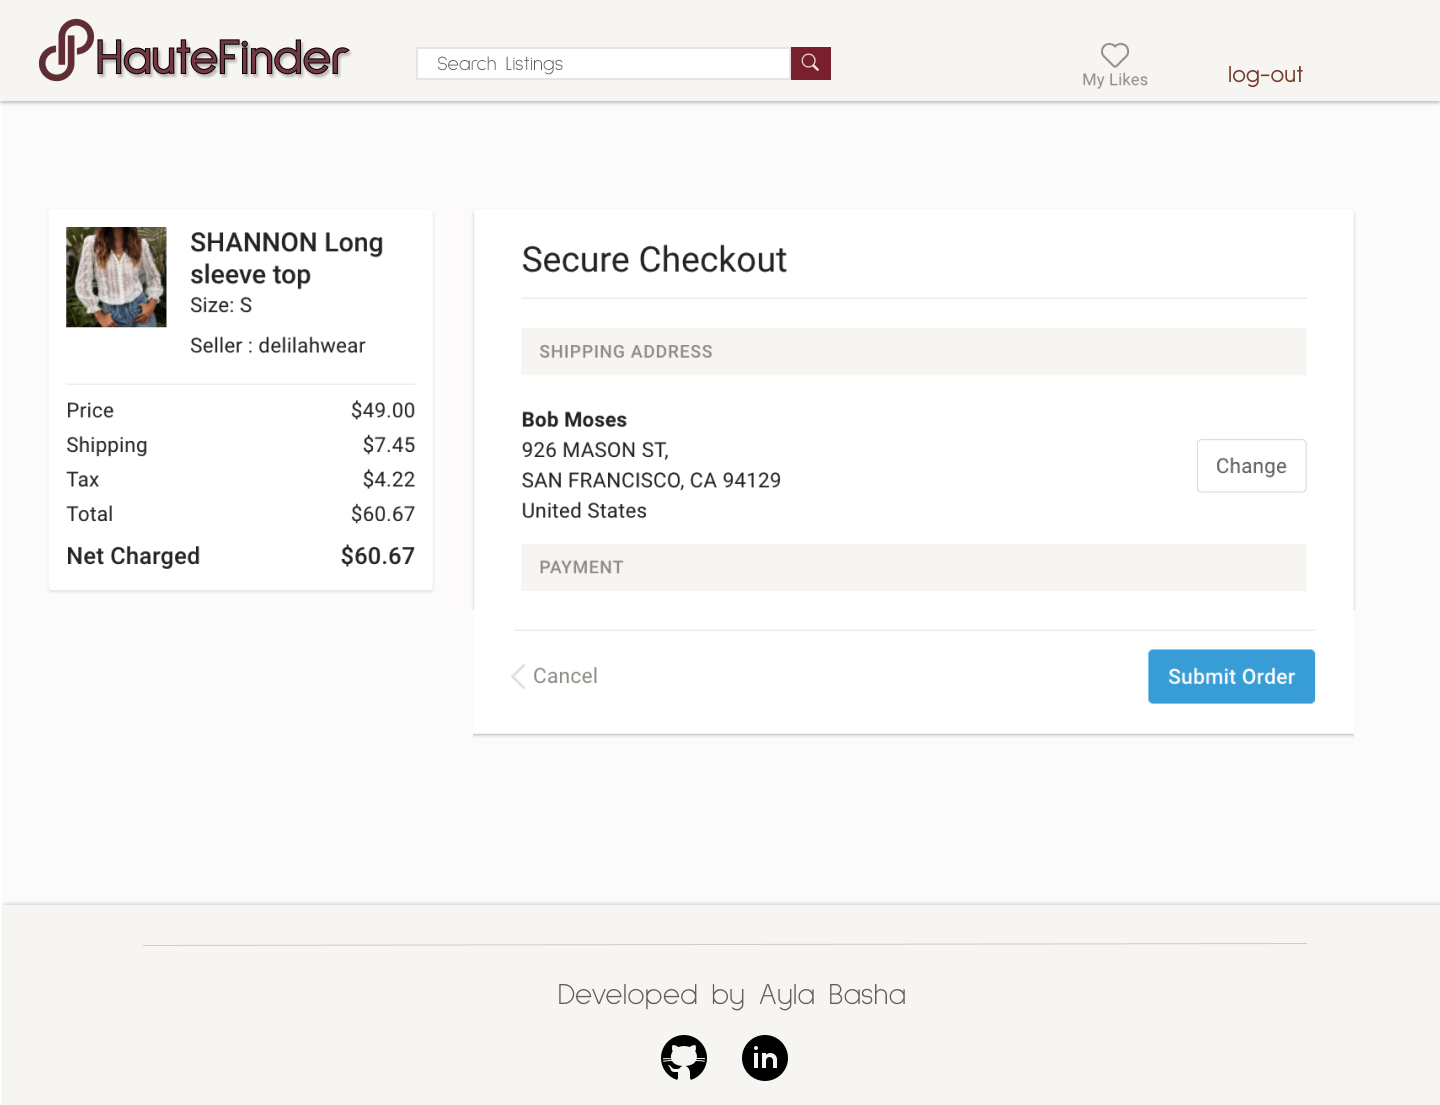 HauteFinder
Search Listings
My Likes
log-out
SHANNON Long
sleeve top
Size: S
Seller : delilahwear
Price $49.00
Shipping $7.45
Tax $4.22
Total $60.67
Net Charged $60.67
Secure Checkout
SHIPPING ADDRESS
Bob Moses
926 MASON ST,
SAN FRANCISCO, CA 94129
United States
Change
PAYMENT
Cancel
Submit Order
Developed by Ayla Basha
in